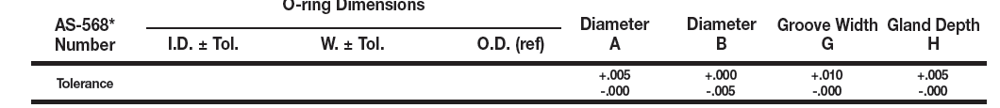 O-ring Dimensions
AS-568* Diameter Diameter Groove Width Gland Depth
Number I.D. ± Tol. W. ± Tol. O.D. (ref) A B G H
+.005 +.000 +.010 +.005
Tolerance
-.000 -.005 -.000 -.000